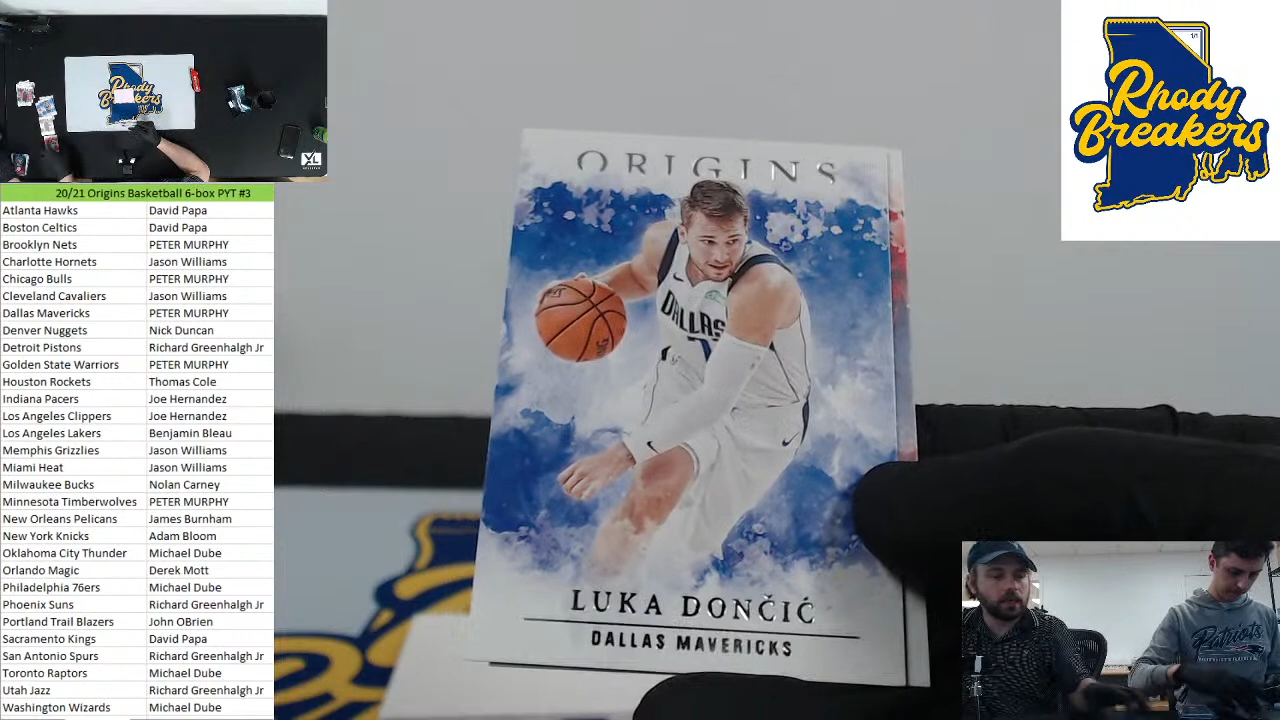 20/21 Origins Basketball 6-box PYT #3
Atlanta Hawks David Papa
Boston Celtics David Papa
Brooklyn Nets PETER MURPHY
Charlotte Hornets Jason Williams
Chicago Bulls PETER MURPHY
Cleveland Cavaliers Jason Williams
Dallas Mavericks PETER MURPHY
Denver Nuggets Nick Duncan
Detroit Pistons Richard Greenhalgh Jr
Golden State Warriors PETER MURPHY
Houston Rockets Thomas Cole
Indiana Pacers Joe Hernandez
Los Angeles Clippers Joe Hernandez
Los Angeles Lakers Benjamin Bleau
Memphis Grizzlies Jason Williams
Miami Heat Jason Williams
Milwaukee Bucks Nolan Carney
Minnesota Timberwolves PETER MURPHY
New Orleans Pelicans James Burnham
New York Knicks Adam Bloom
Oklahoma City Thunder Michael Dube
Orlando Magic Derek Mott
Philadelphia 76ers Michael Dube
Phoenix Suns Richard Greenhalgh Jr
Portland Trail Blazers John OBrien
Sacramento Kings David Papa
San Antonio Spurs Richard Greenhalgh Jr
Toronto Raptors Michael Dube
Utah Jazz Richard Greenhalgh Jr
Washington Wizards Michael Dube
Rhody
Breakers
XL
ORIGINS
DALLAS
LUKA DONČIĆ
DALLAS MAVERICKS
1/1
Rhody
Breakers
Patriots